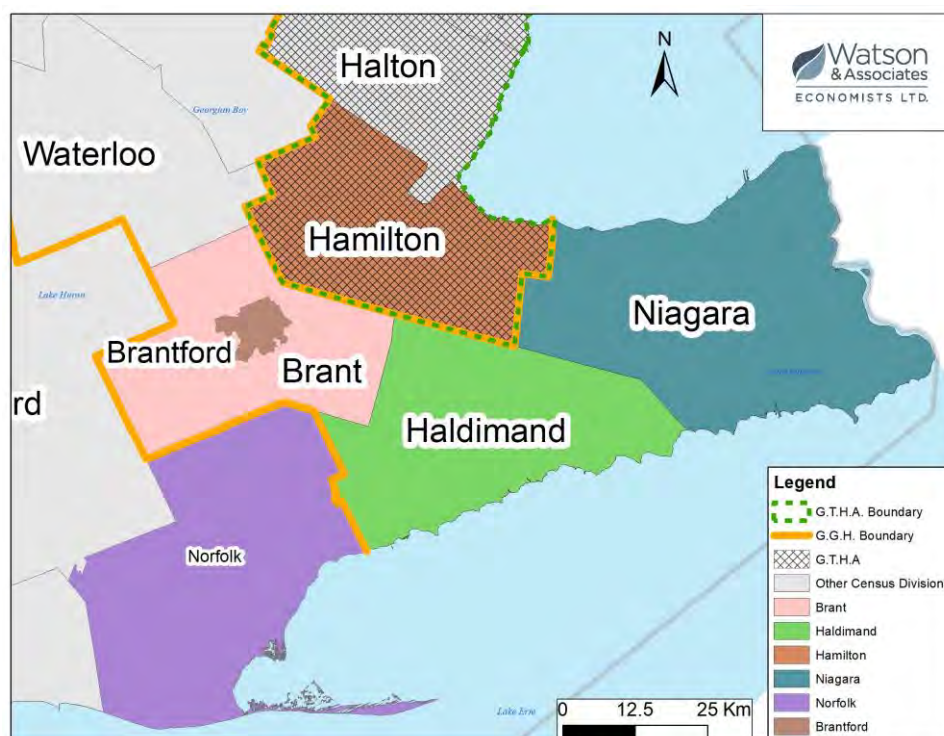 Halton
N
Watson
& Associates
ECONOMISTS LTD.
Georgian Bay
Waterloo
Hamilton
Lake Huron
Niagara
Brantford
Brant
rd
Haldimand
Norfolk
Lake Erie
0 12.5 25 Km
Legend
G.T.H.A. Boundary
G.G.H. Boundary
G.T.H.A
Other Census Division
Brant
Haldimand
Hamilton
Niagara
Norfolk
Brantford